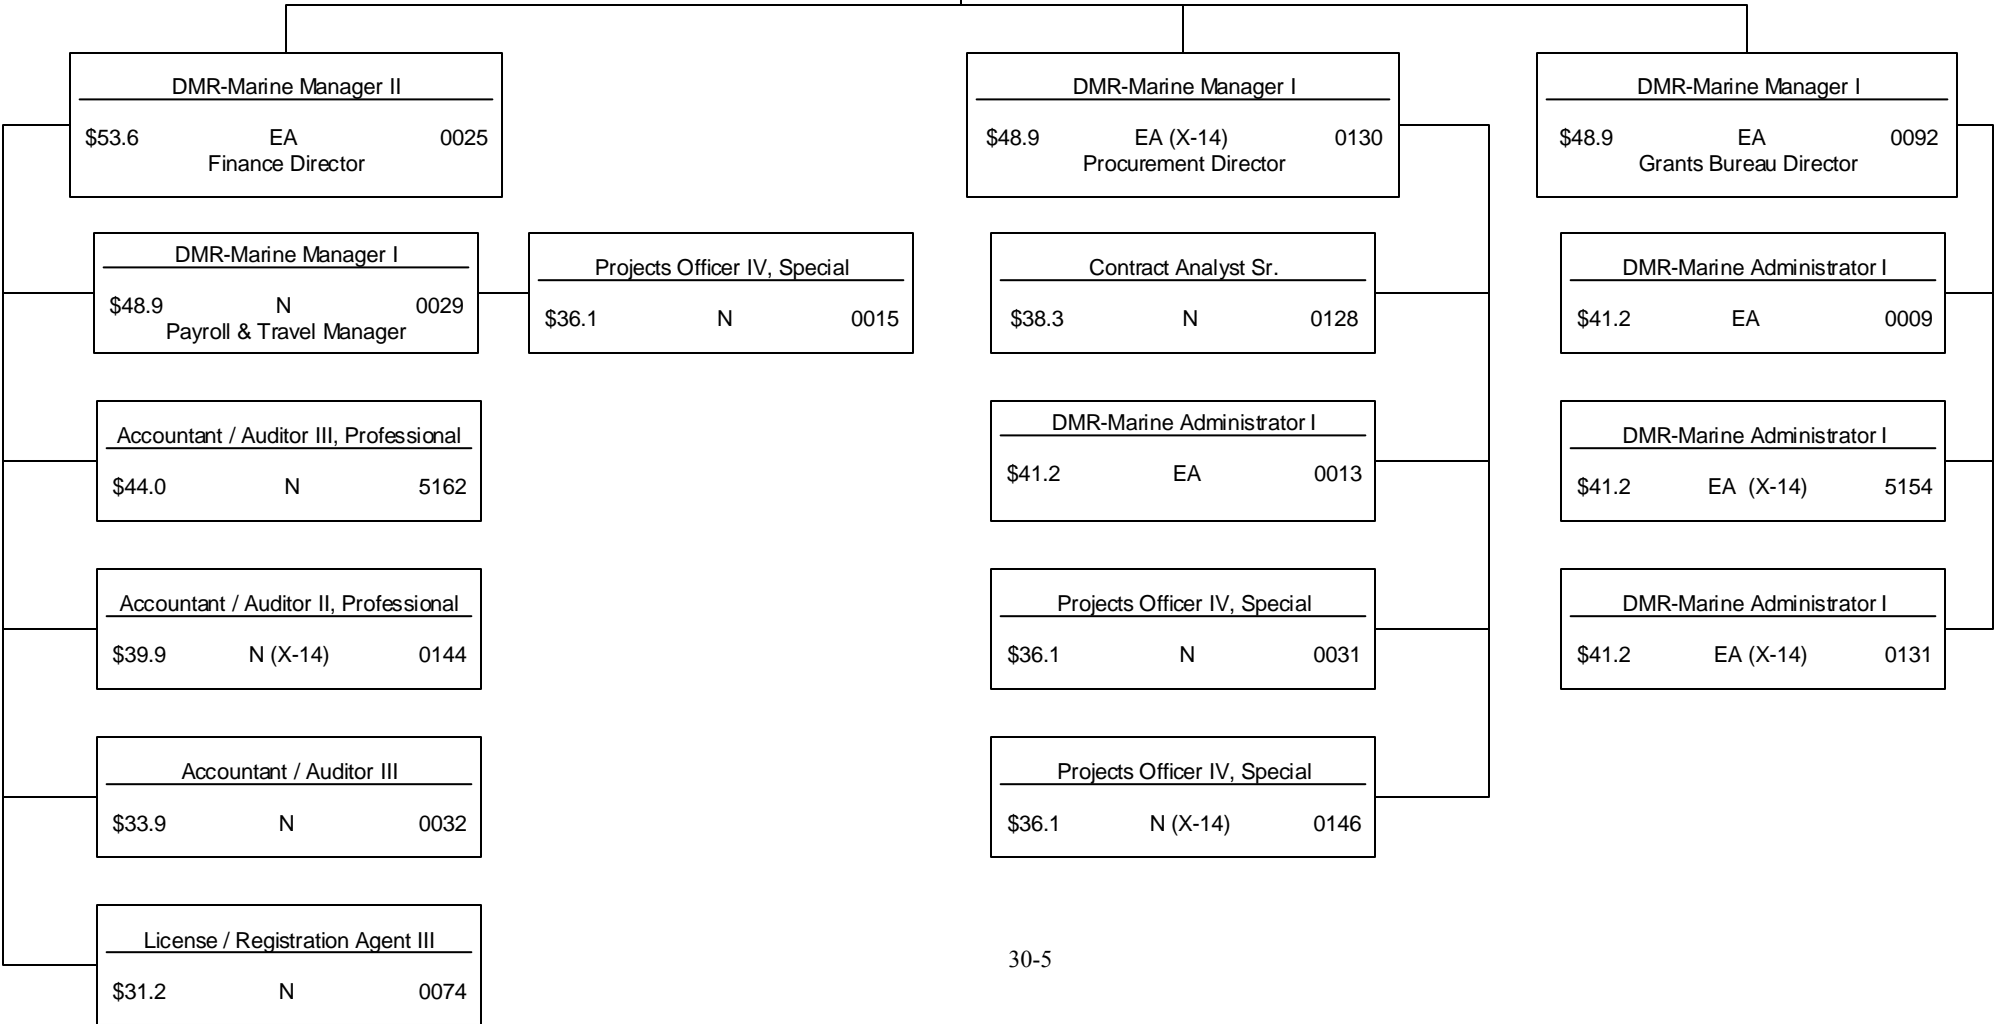 DMR-Marine Manager II
$53.6 EA 0025
Finance Director
DMR-Marine Manager I
$48.9 EA (X-14) 0130
Procurement Director
DMR-Marine Manager I
$48.9 EA 0092
Grants Bureau Director
DMR-Marine Manager I
$48.9 N 0029
Payroll & Travel Manager
Projects Officer IV, Special
$36.1 N 0015
Contract Analyst Sr.
$38.3 N 0128
DMR-Marine Administrator I
$41.2 EA 0009
Accountant / Auditor III, Professional
$44.0 N 5162
DMR-Marine Administrator I
$41.2 EA 0013
DMR-Marine Administrator I
$41.2 EA (X-14) 5154
Accountant / Auditor II, Professional
$39.9 N (X-14) 0144
Projects Officer IV, Special
$36.1 N 0031
DMR-Marine Administrator I
$41.2 EA (X-14) 0131
Accountant / Auditor III
$33.9 N 0032
Projects Officer IV, Special
$36.1 N (X-14) 0146
License / Registration Agent III
$31.2 N 0074
30-5